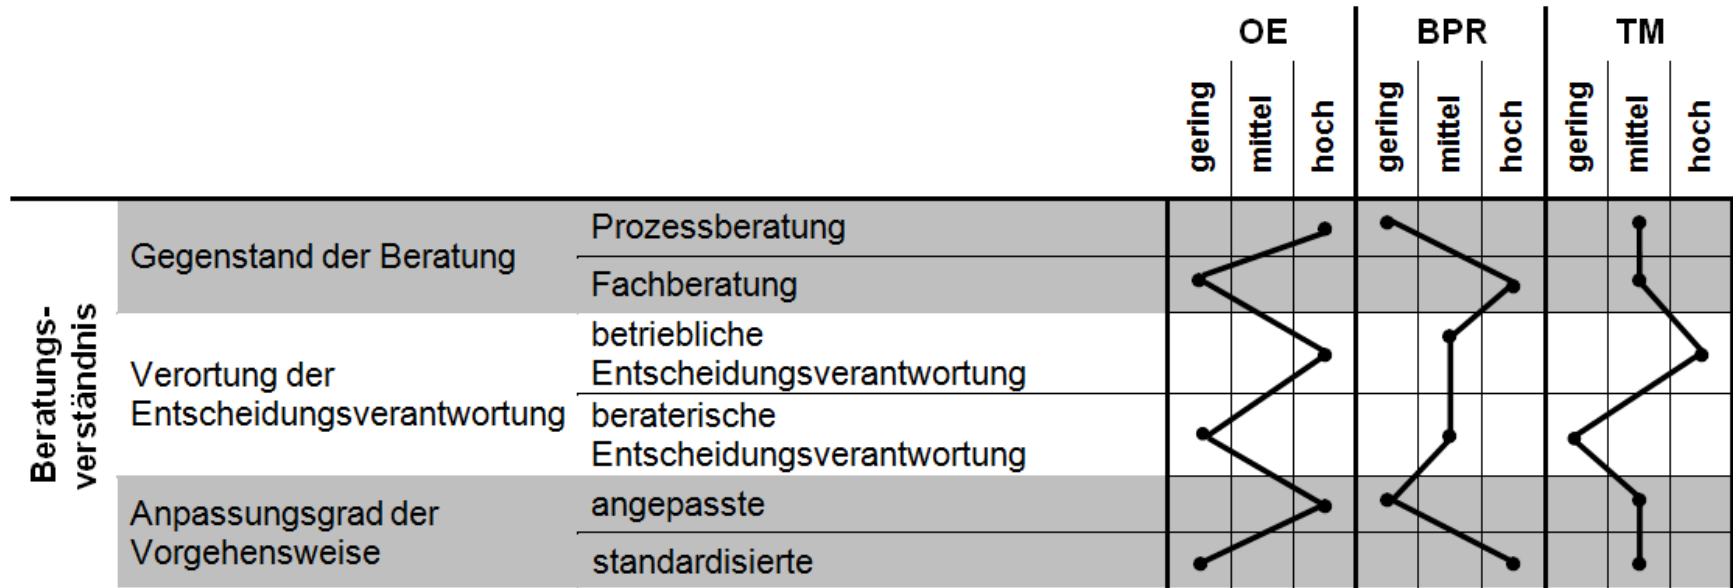 OE BPR TM
gering mittel hoch gering mittel hoch gering mittel hoch
Beratungs-
verständnis
Gegenstand der Beratung
Prozessberatung
Fachberatung
Verortung der
Entscheidungsverantwortung
betriebliche
Entscheidungsverantwortung
beraterische
Entscheidungsverantwortung
Anpassungsgrad der
Vorgehensweise
angepasste
standardisierte